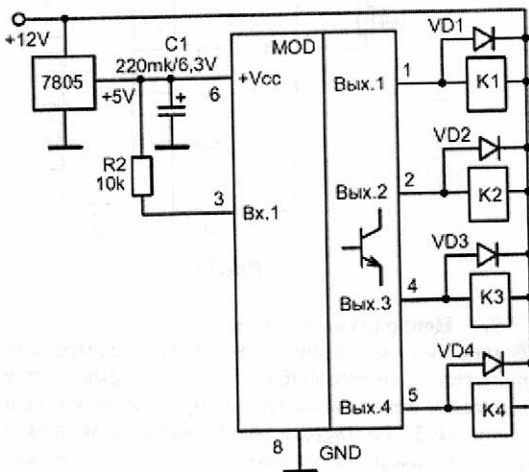 +12V
7805
+5V
C1
220mk/6,3V
+
R2
10k
MOD
+Vcc
6
3
Вх.1
Вых.1
1
VD1
K1
Вых.2
2
VD2
K2
Вых.3
4
VD3
K3
Вых.4
5
VD4
K4
8
GND